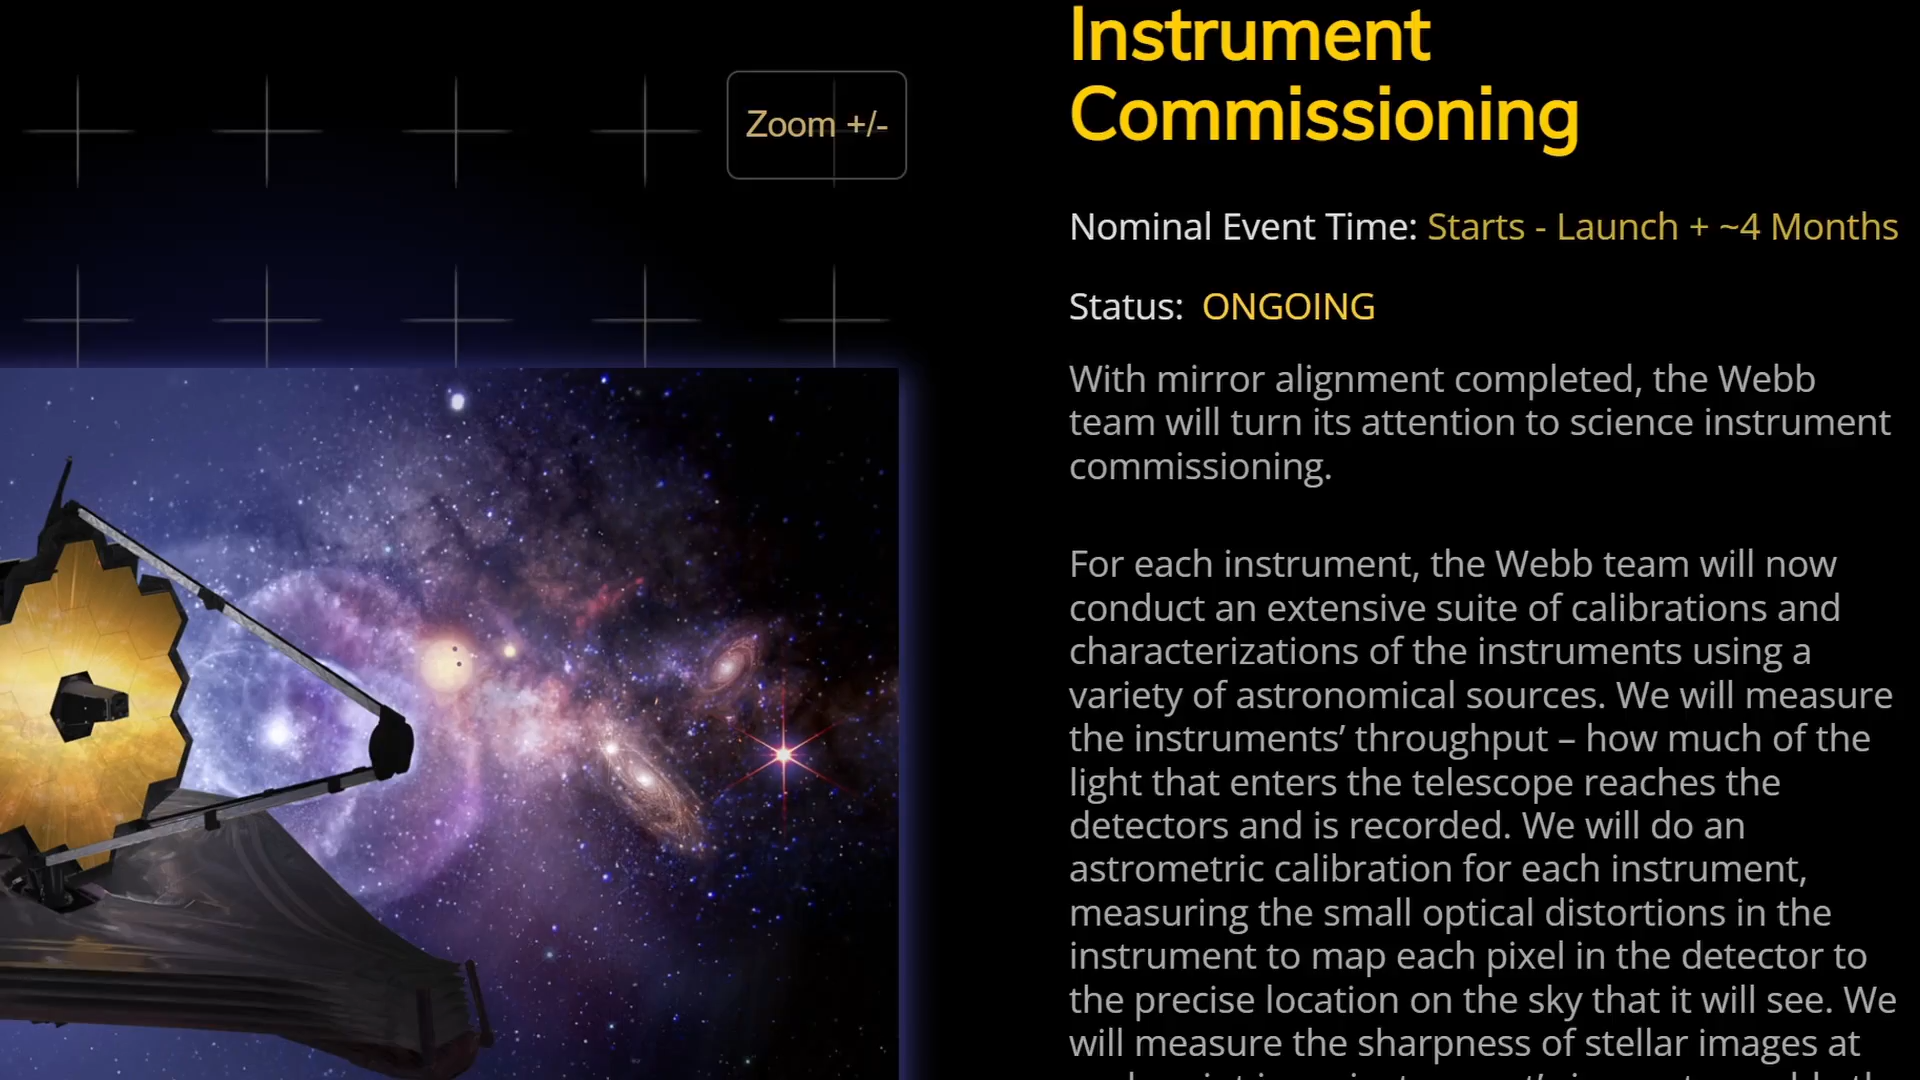 Instrument
Commissioning
Zoom +/-
Nominal Event Time: Starts - Launch + ~4 Months
Status: ONGOING
With mirror alignment completed, the Webb
team will turn its attention to science instrument
commissioning.
For each instrument, the Webb team will now
conduct an extensive suite of calibrations and
characterizations of the instruments using a
variety of astronomical sources. We will measure
the instruments’ throughput – how much of the
light that enters the telescope reaches the
detectors and is recorded. We will do an
astrometric calibration for each instrument,
measuring the small optical distortions in the
instrument to map each pixel in the detector to
the precise location on the sky that it will see. We
will measure the sharpness of stellar images at